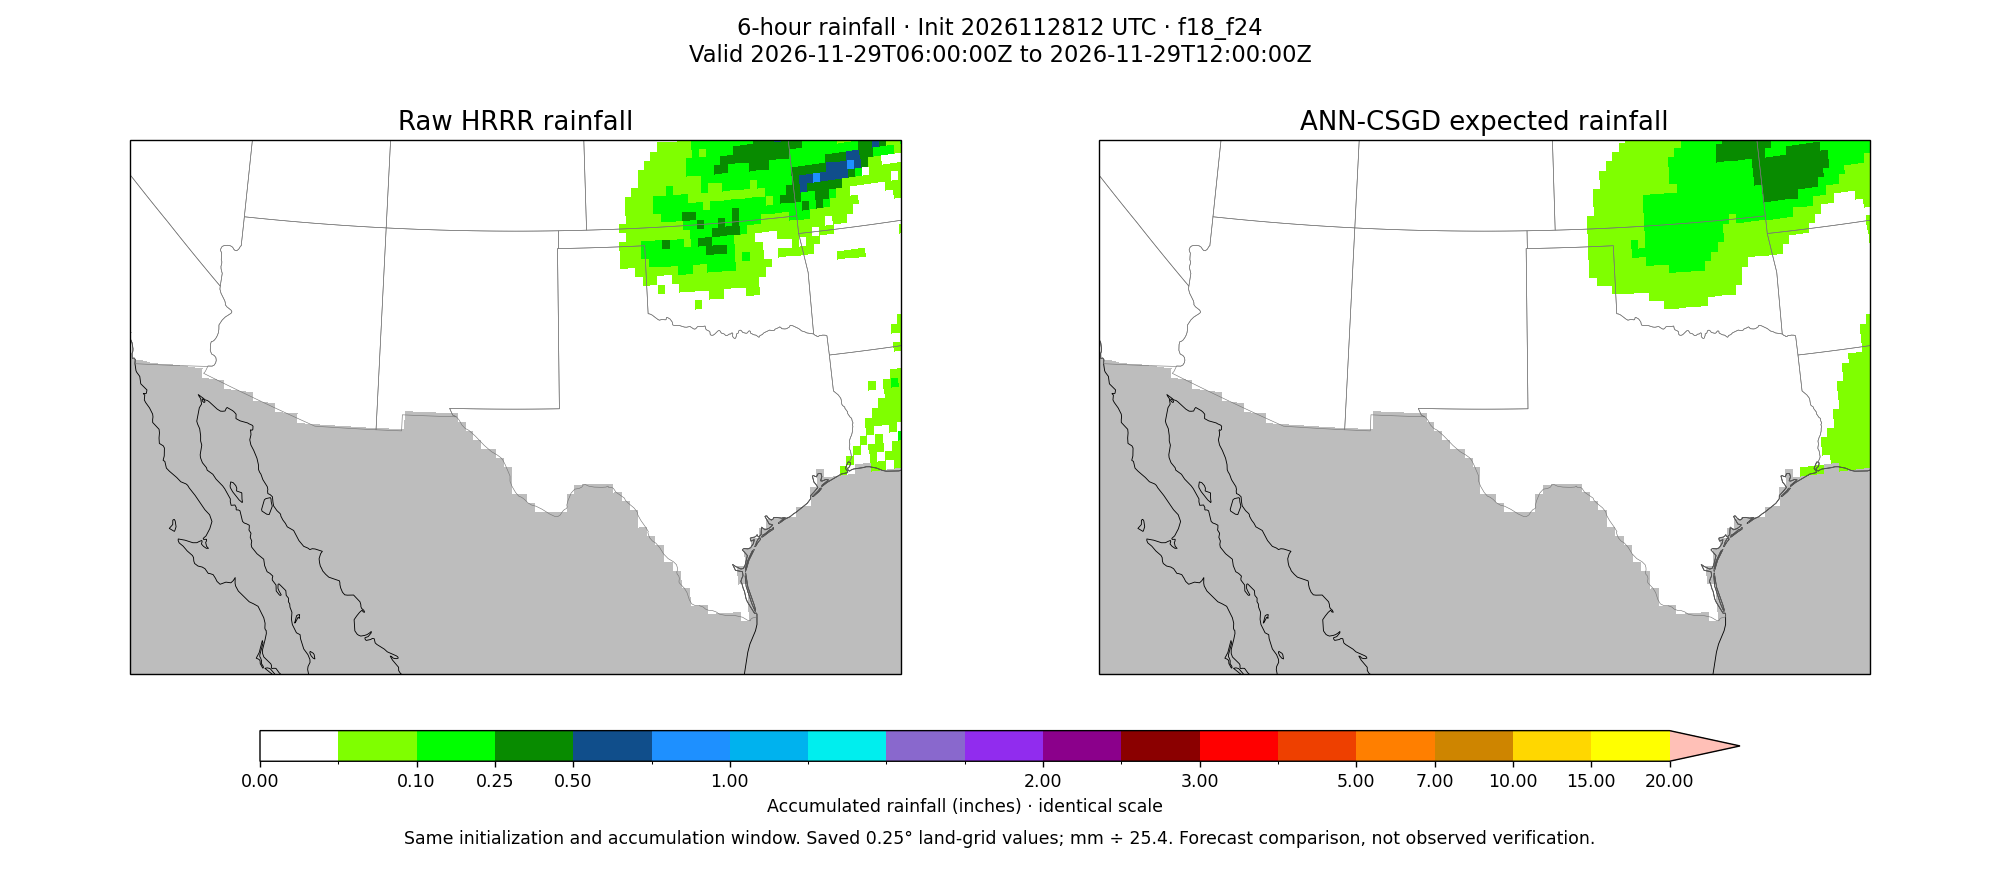 6-hour rainfall · Init 2026112812 UTC · f18_f24
Valid 2026-11-29T06:00:00Z to 2026-11-29T12:00:00Z
Raw HRRR rainfall
ANN-CSGD expected rainfall
0.00 0.10 0.25 0.50 1.00 2.00 3.00 5.00 7.00 10.00 15.00 20.00
Accumulated rainfall (inches) · identical scale
Same initialization and accumulation window. Saved 0.25° land-grid values; mm ÷ 25.4. Forecast comparison, not observed verification.